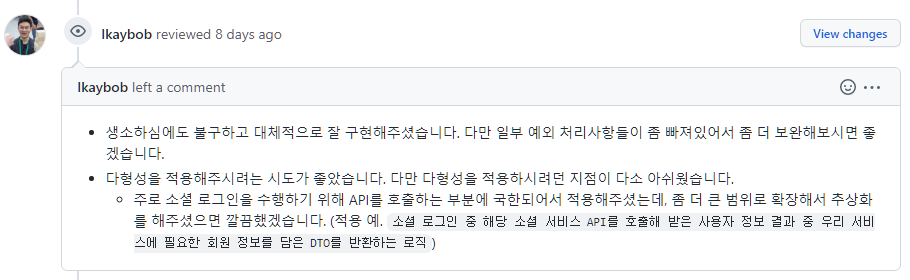 lkaybob reviewed 8 days ago
View changes
lkaybob left a comment
생소하심에도 불구하고 대체적으로 잘 구현해주셨습니다. 다만 일부 예외 처리사항들이 좀 빠져있어서 좀 더 보완해보시면 좋
겠습니다.
다형성을 적용해주시려는 시도가 좋았습니다. 다만 다형성을 적용하시려던 지점이 다소 아쉬웠습니다.
주로 소셜 로그인을 수행하기 위해 API를 호출하는 부분에 국한되어서 적용해주셨는데, 좀 더 큰 범위로 확장해서 추상화
를 해주셨으면 깔끔했겠습니다. (적용 예. 소셜 로그인 중 해당 소셜 서비스 API를 호출해 받은 사용자 정보 결과 중 우리 서비
스에 필요한 회원 정보를 담은 DTO를 반환하는 로직 )